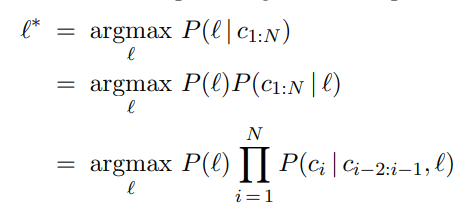 ℓ* = argmax_ℓ P(ℓ | c_{1:N})
= argmax_ℓ P(ℓ)P(c_{1:N} | ℓ)
= argmax_ℓ P(ℓ) ∏_{i=1}^{N} P(c_i | c_{i−2:i−1}, ℓ)